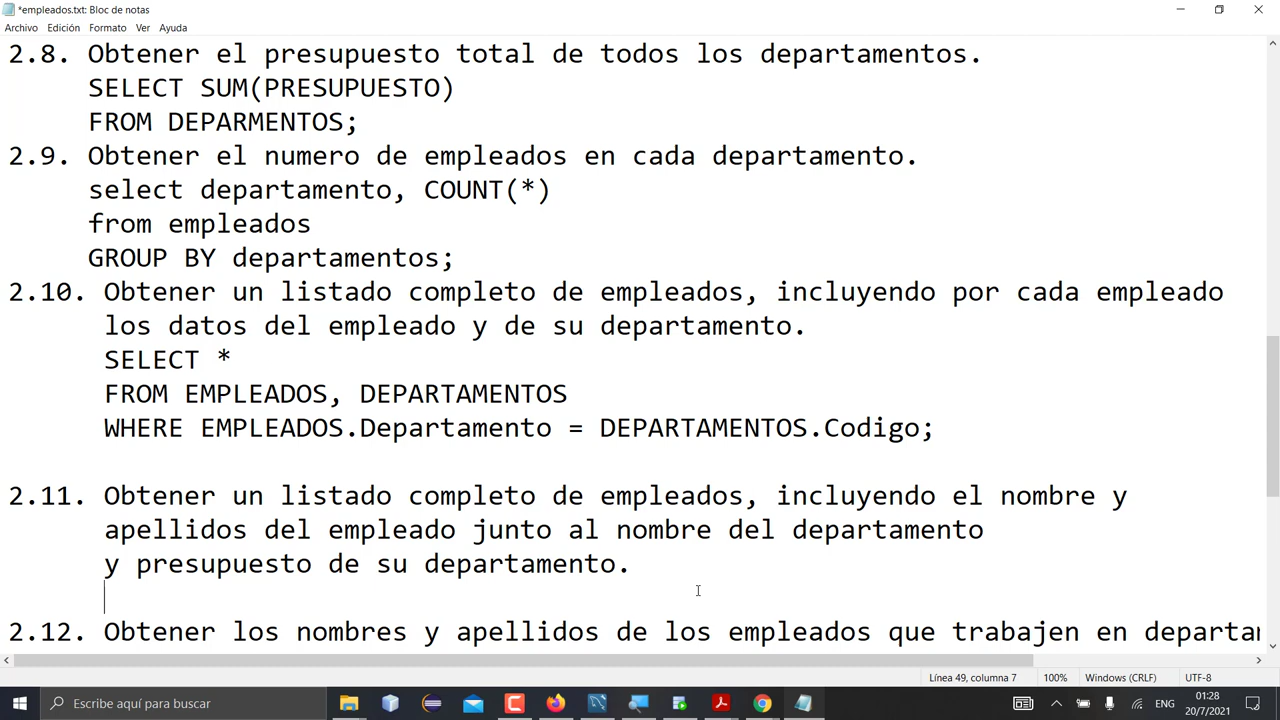 *empleados.txt: Bloc de notas
Archivo Edición Formato Ver Ayuda
2.8. Obtener el presupuesto total de todos los departamentos.
SELECT SUM(PRESUPUESTO)
FROM DEPARMENTOS;
2.9. Obtener el numero de empleados en cada departamento.
select departamento, COUNT(*)
from empleados
GROUP BY departamentos;
2.10. Obtener un listado completo de empleados, incluyendo por cada empleado
los datos del empleado y de su departamento.
SELECT *
FROM EMPLEADOS, DEPARTAMENTOS
WHERE EMPLEADOS.Departamento = DEPARTAMENTOS.Codigo;
2.11. Obtener un listado completo de empleados, incluyendo el nombre y
apellidos del empleado junto al nombre del departamento
y presupuesto de su departamento.
2.12. Obtener los nombres y apellidos de los empleados que trabajen en departam
Línea 49, columna 7 100% Windows (CRLF) UTF-8
Escribe aquí para buscar
ENG
01:28
20/7/2021